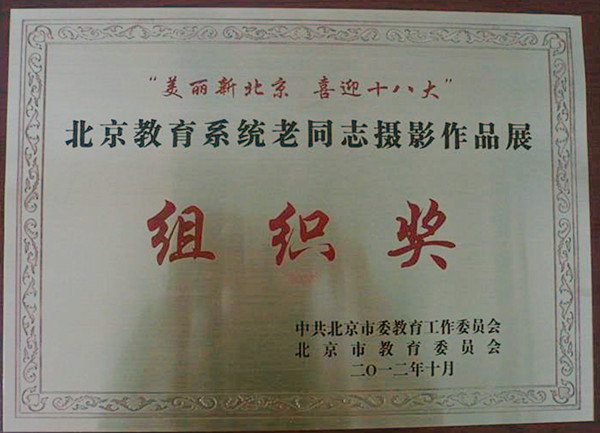 “美丽新北京 喜迎十八大”
北京教育系统老同志摄影作品展
组织奖
中共北京市委教育工作委员会
北京市教育委员会
二〇一二年十月